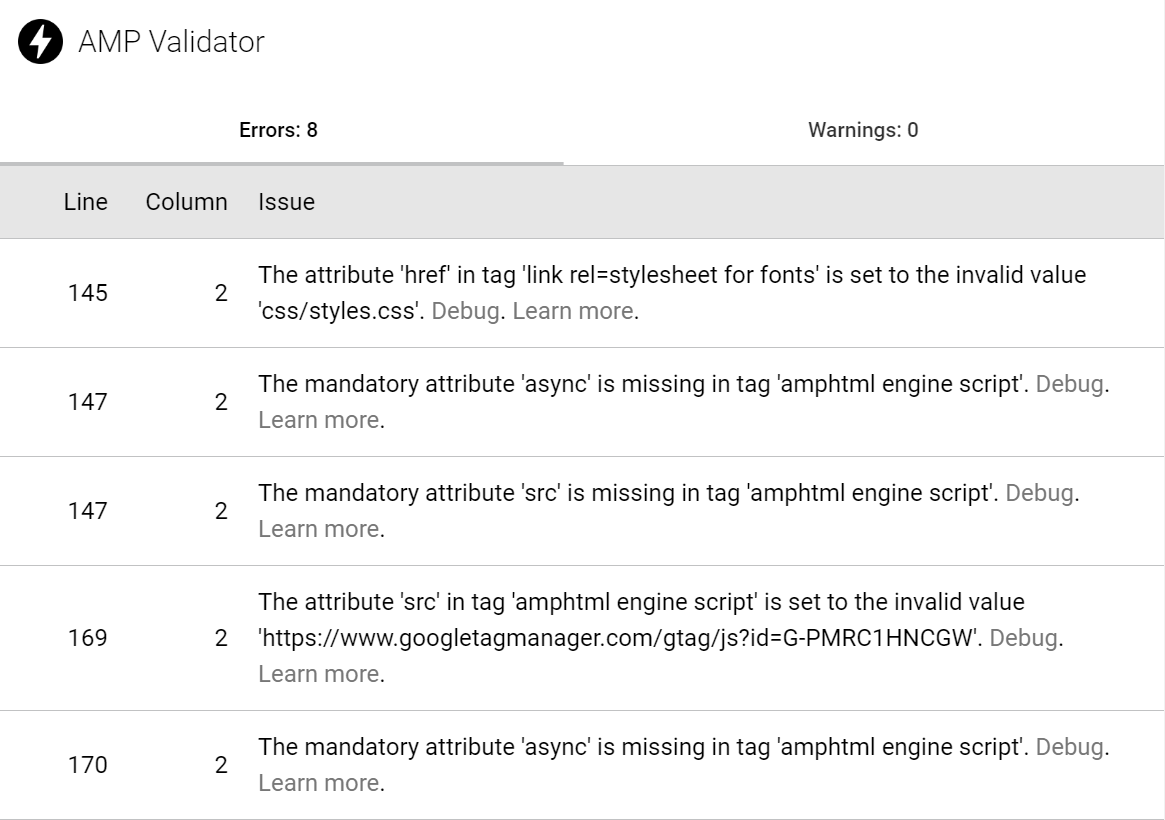 AMP Validator
Errors: 8
Warnings: 0
Line Column Issue
145 2 The attribute 'href' in tag 'link rel=stylesheet for fonts' is set to the invalid value
'css/styles.css'. Debug. Learn more.
147 2 The mandatory attribute 'async' is missing in tag 'amphtml engine script'. Debug.
Learn more.
147 2 The mandatory attribute 'src' is missing in tag 'amphtml engine script'. Debug.
Learn more.
169 2 The attribute 'src' in tag 'amphtml engine script' is set to the invalid value
'https://www.googletagmanager.com/gtag/js?id=G-PMRC1HNCGW'. Debug.
Learn more.
170 2 The mandatory attribute 'async' is missing in tag 'amphtml engine script'. Debug.
Learn more.